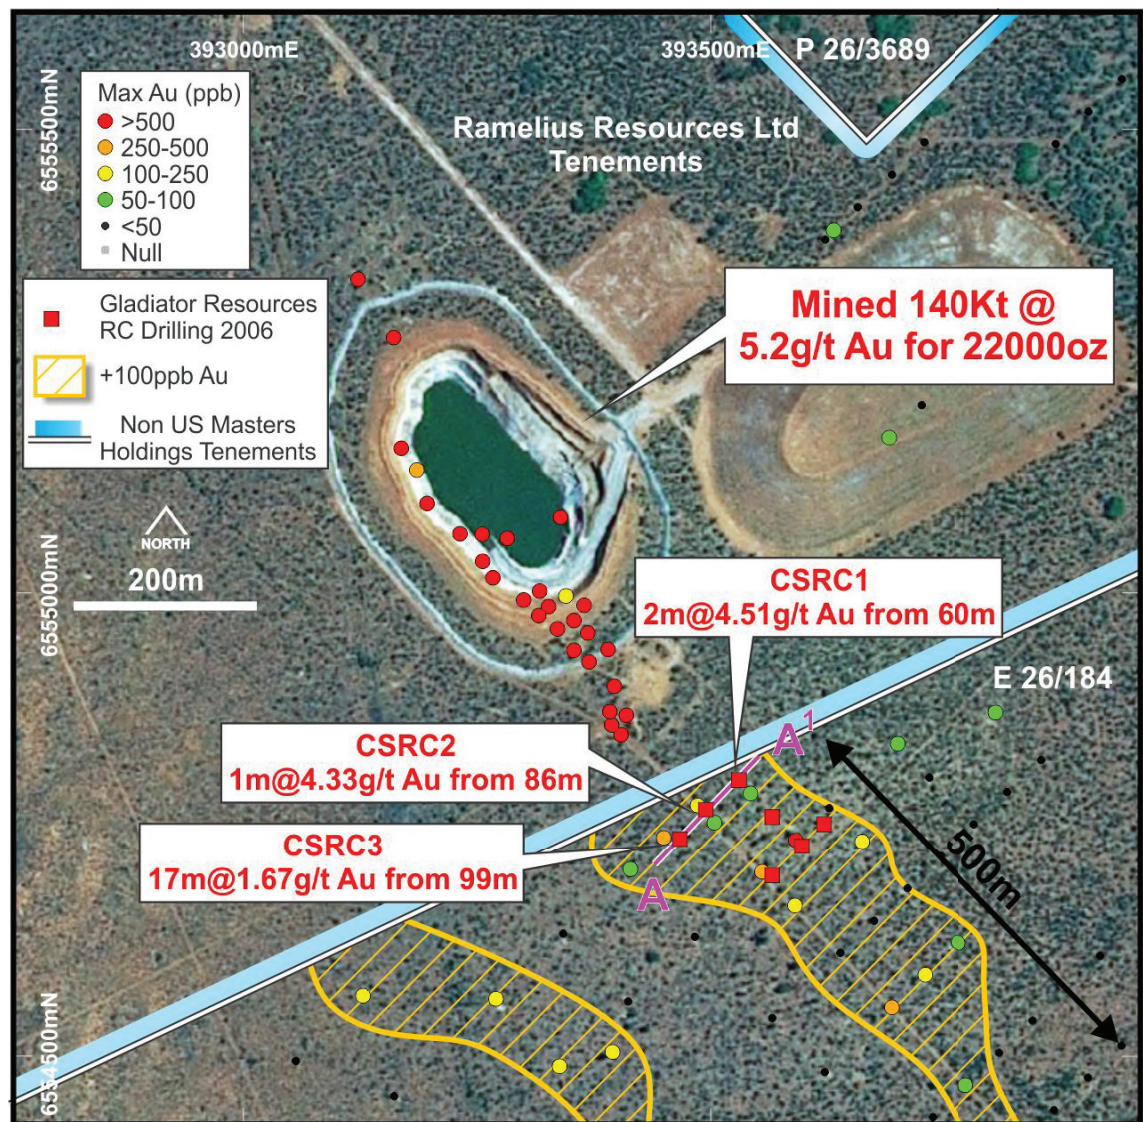 393000mE
393500mE
P 26/3689
6555500mN
Max Au (ppb)
>500
250-500
100-250
50-100
<50
Null
Ramelius Resources Ltd
Tenements
Gladiator Resources
RC Drilling 2006
+100ppb Au
Non US Masters
Holdings Tenements
Mined 140Kt @
5.2g/t Au for 22000oz
NORTH
200m
6555000mN
CSRC1
2m@4.51g/t Au from 60m
E 26/184
A1
CSRC2
1m@4.33g/t Au from 86m
CSRC3
17m@1.67g/t Au from 99m
A
500m
6554500mN